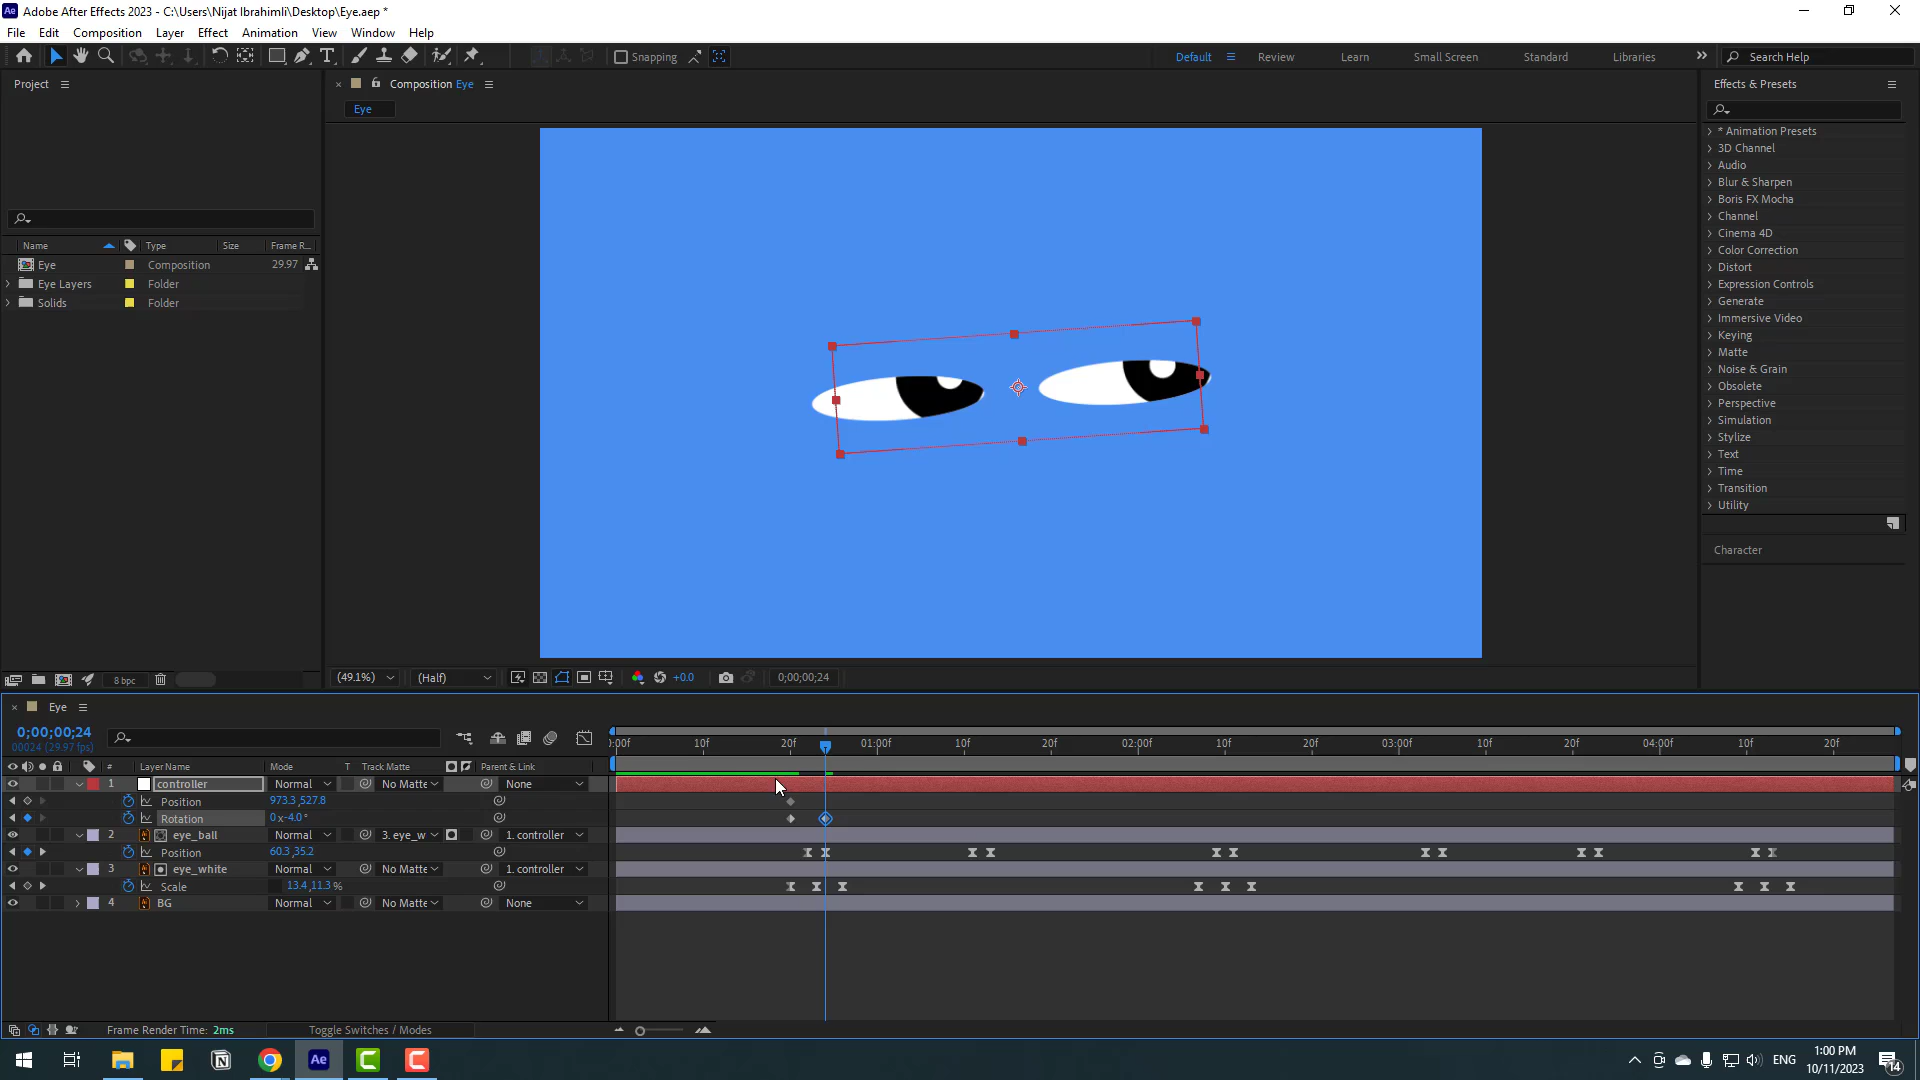 Adobe After Effects 2023 - C:\Users\Nijat Ibrahimli\Desktop\Eye.aep *
File Edit Composition Layer Effect Animation View Window Help
Snapping
Default Review Learn Small Screen Standard Libraries Search Help
Project
Composition Eye
Effects & Presets
Eye
Name Type Size Frame R...
Eye Composition 29.97
Eye Layers Folder
Solids Folder
* Animation Presets
3D Channel
Audio
Blur & Sharpen
Boris FX Mocha
Channel
Cinema 4D
Color Correction
Distort
Expression Controls
Generate
Immersive Video
Keying
Matte
Noise & Grain
Obsolete
Perspective
Simulation
Stylize
Text
Time
Transition
Utility
Character
8 bpc
(49.1%) (Half) +0.0 0;00;00;24
Eye
0;00;00;24
00024 (29.97 fps)
):00f 10f 20f 01:00f 10f 20f 02:00f 10f 20f 03:00f 10f 20f 04:00f 10f 20f
# Layer Name Mode T Track Matte Parent & Link
1 controller Normal No Matte None
Position 973.3,527.8
Rotation 0x-4.0°
2 eye_ball Normal 3. eye_w 1. controller
Position 60.3,35.2
3 eye_white Normal No Matte 1. controller
Scale 13.4,11.3 %
4 BG Normal No Matte None
Frame Render Time: 2ms Toggle Switches / Modes
Ae
ENG
1:00 PM
10/11/2023
14